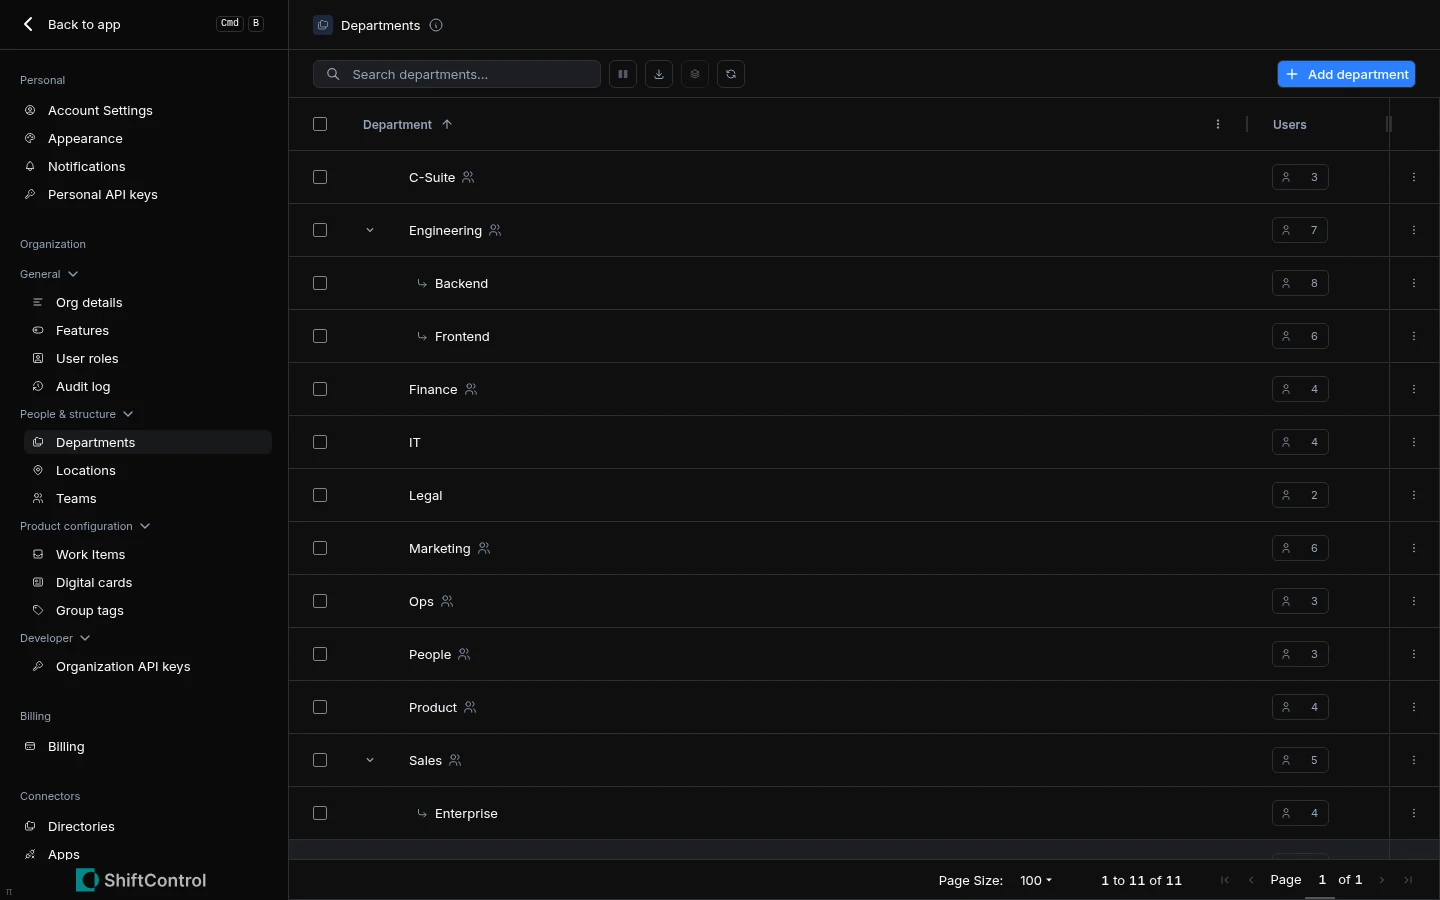 Back to app
Cmd B
Personal
Account Settings
Appearance
Notifications
Personal API keys
Organization
General
Org details
Features
User roles
Audit log
People & structure
Departments
Locations
Teams
Product configuration
Work Items
Digital cards
Group tags
Developer
Organization API keys
Billing
Billing
Connectors
Directories
Apps
ShiftControl
π
Departments
Search departments...
Add department
Department Users
C-Suite 3
Engineering 7
Backend 8
Frontend 6
Finance 4
IT 4
Legal 2
Marketing 6
Ops 3
People 3
Product 4
Sales 5
Enterprise 4
Page Size: 100 1 to 11 of 11 Page 1 of 1